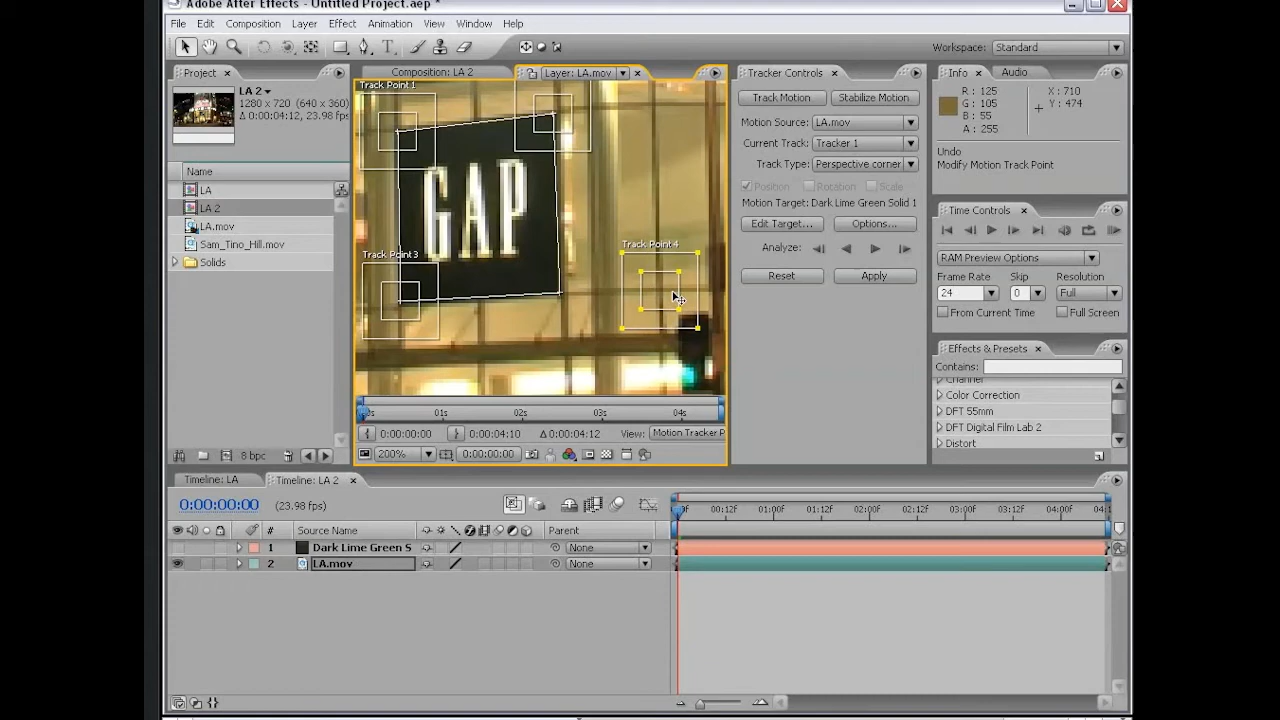 Adobe After Effects - Untitled Project.aep *
File Edit Composition Layer Effect Animation View Window Help
Workspace: Standard
Project
LA 2
1280 x 720 (640 x 360)
Δ 0:00:04:12, 23.98 fps
Name
LA
LA 2
LA.mov
Sam_Tino_Hill.mov
Solids
8 bpc
Composition: LA 2
Layer: LA.mov
Track Point 1
GAP
Track Point 3
Track Point 4
01s 02s 03s 04s
0:00:00:00 0:00:04:10 Δ 0:00:04:12 View: Motion Tracker P
200% 0:00:00:00
Tracker Controls
Track Motion Stabilize Motion
Motion Source: LA.mov
Current Track: Tracker 1
Track Type: Perspective corner
Position Rotation Scale
Motion Target: Dark Lime Green Solid 1
Edit Target... Options...
Analyze:
Reset Apply
Info Audio
R: 125
G: 105
B: 55
A: 255
X: 710
Y: 474
Undo
Modify Motion Track Point
Time Controls
RAM Preview Options
Frame Rate Skip Resolution
24 0 Full
From Current Time Full Screen
Effects & Presets
Contains:
Channel
Color Correction
DFT 55mm
DFT Digital Film Lab 2
Distort
Timeline: LA Timeline: LA 2
0:00:00:00 (23.98 fps)
# Source Name Parent
1 Dark Lime Green S None
2 LA.mov None
00:12F 01:00F 01:12F 02:00F 02:12F 03:00F 03:12F 04:00F